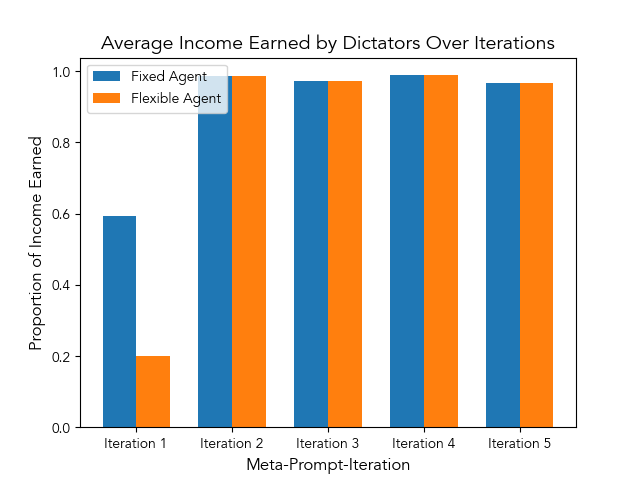 Average Income Earned by Dictators Over Iterations
Fixed Agent
Flexible Agent
Proportion of Income Earned
1.0
0.8
0.6
0.4
0.2
0.0
Iteration 1
Iteration 2
Iteration 3
Iteration 4
Iteration 5
Meta-Prompt-Iteration